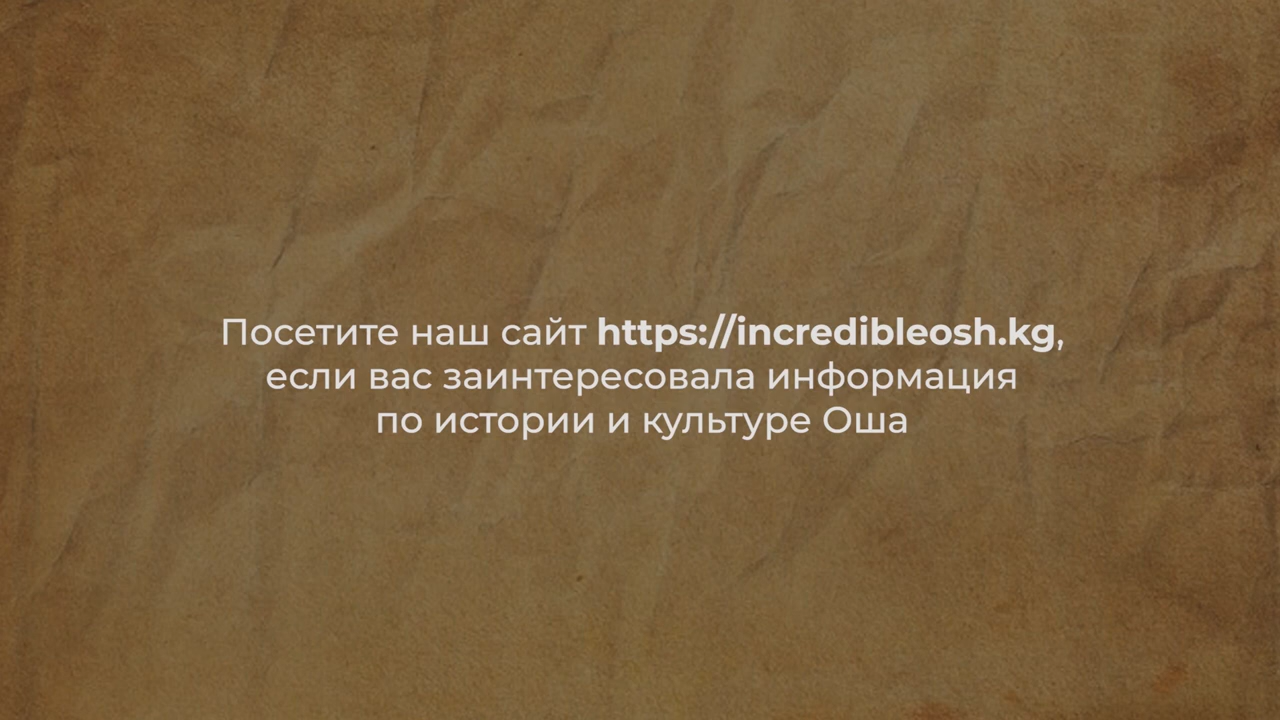 Посетите наш сайт https://incredibleosh.kg,
если вас заинтересовала информация
по истории и культуре Оша